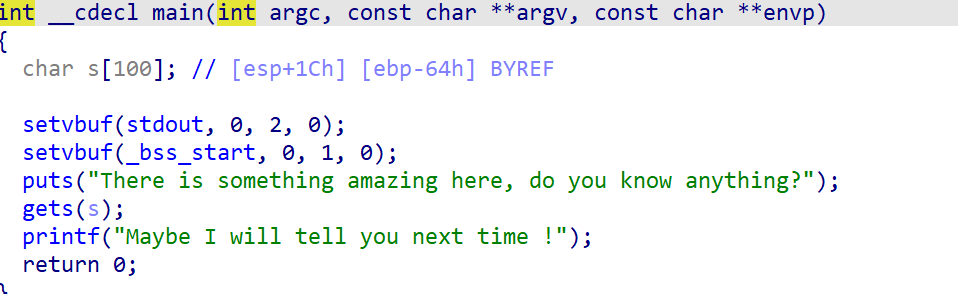 int __cdecl main(int argc, const char **argv, const char **envp)
{
char s[100]; // [esp+1Ch] [ebp-64h] BYREF
setvbuf(stdout, 0, 2, 0);
setvbuf(_bss_start, 0, 1, 0);
puts("There is something amazing here, do you know anything?");
gets(s);
printf("Maybe I will tell you next time !");
return 0;
}